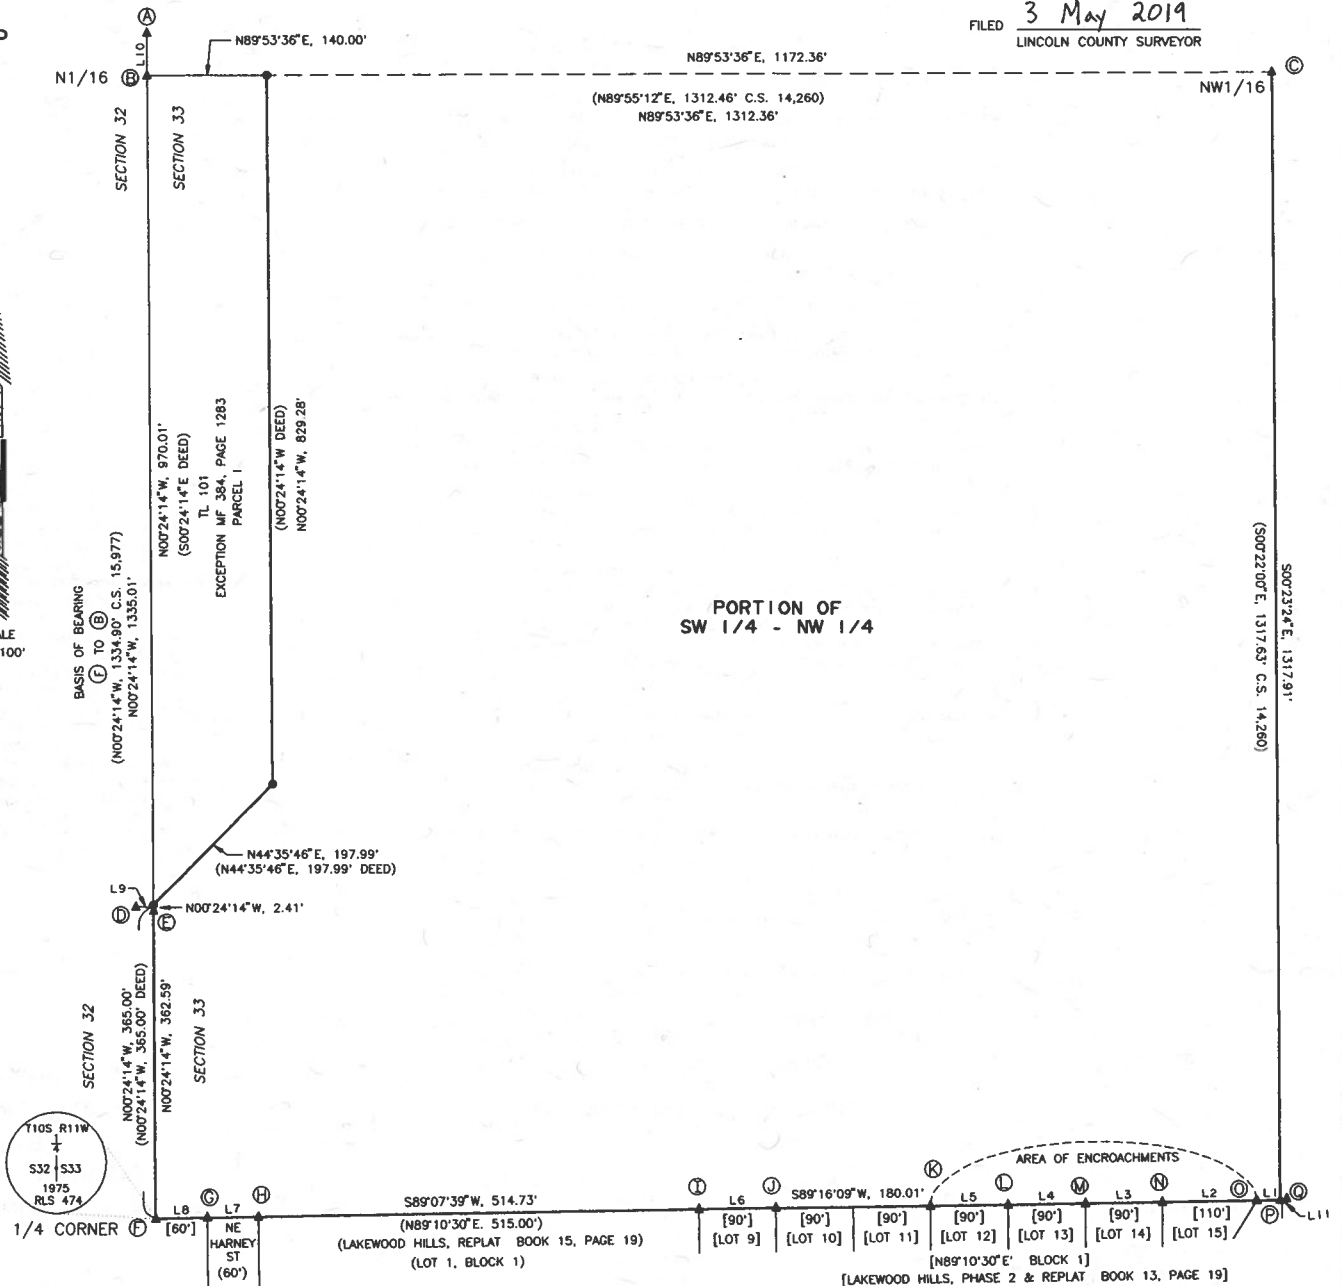 FILED 3 May 2019
LINCOLN COUNTY SURVEYOR
A
L10
N89°53'36"E, 140.00'
N89°53'36"E, 1172.36'
N1/16 B
C
NW1/16
(N89°55'12"E, 1312.46' C.S. 14,260)
N89°53'36"E, 1312.36'
SECTION 32
SECTION 33
N00°24'14"W, 970.01'
(S00°24'14"E DEED)
TL 101
EXCEPTION MF 384, PAGE 1283
PARCEL I
(N00°24'14"W DEED)
N00°24'14"W, 829.28'
BASIS OF BEARING
F TO B
(N00°24'14"W, 1334.90' C.S. 15,977)
N00°24'14"W, 1335.01'
100'
PORTION OF
SW 1/4 - NW 1/4
(S00°22'00"E, 1317.63' C.S. 14,260)
S00°23'24"E, 1317.91'
N44°35'46"E, 197.99'
(N44°35'46"E, 197.99' DEED)
L9
D
E
N00°24'14"W, 2.41'
SECTION 32
N00°24'14"W, 365.00'
(N00°24'14"W, 365.00' DEED)
N00°24'14"W, 362.59'
SECTION 33
T10S R11W
1
4
S32 S33
1975
RLS 474
1/4 CORNER F
L8
[60']
G
L7
H
NE
HARNEY
ST
(60')
S89°07'39"W, 514.73'
(N89°10'30"E. 515.00')
(LAKEWOOD HILLS, REPLAT BOOK 15, PAGE 19)
(LOT 1, BLOCK 1)
I
L6
J
S89°16'09"W, 180.01'
K
AREA OF ENCROACHMENTS
L5
L
L4
M
L3
N
L2
O
L1
P
Q
L11
[90'] [90'] [90'] [90'] [90'] [90'] [110']
[LOT 9] [LOT 10] [LOT 11] [LOT 12] [LOT 13] [LOT 14] [LOT 15]
[N89°10'30"E' BLOCK 1]
[LAKEWOOD HILLS, PHASE 2 & REPLAT BOOK 13, PAGE 19]